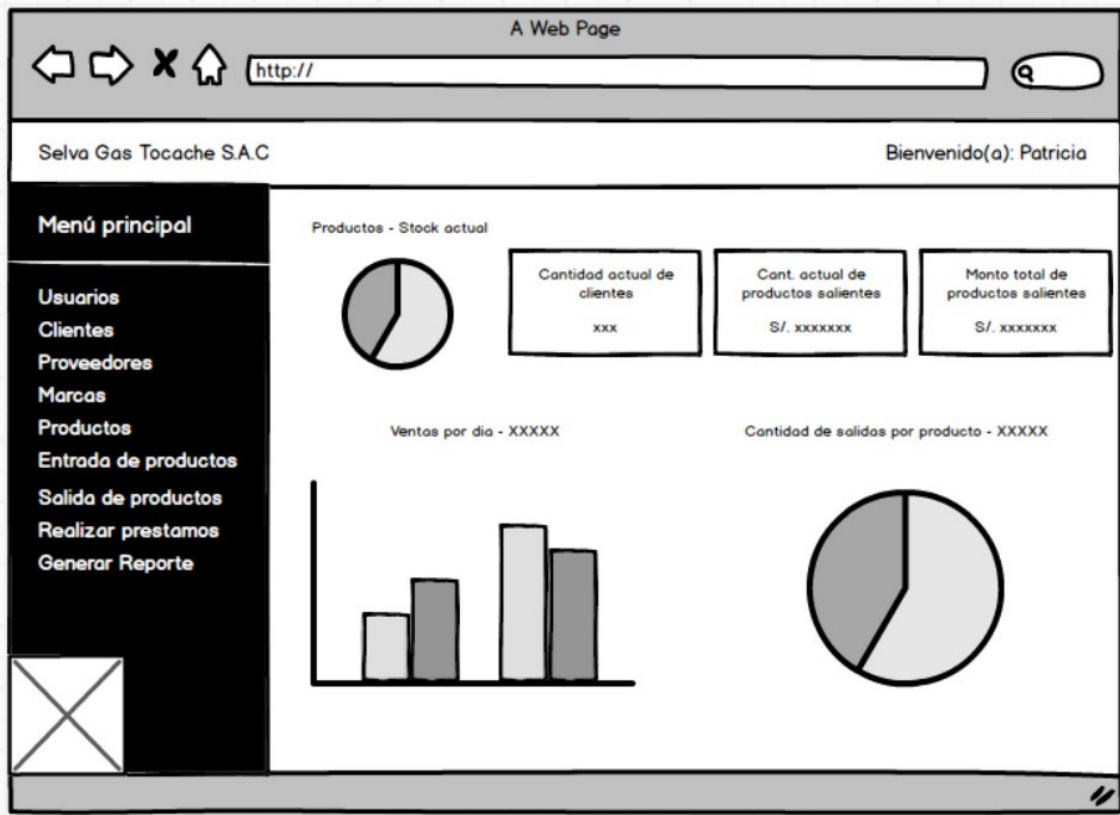 A Web Page
http://
Selva Gas Tocache S.A.C
Bienvenido(a): Patricia
Menú principal
Usuarios
Clientes
Proveedores
Marcas
Productos
Entrada de productos
Salida de productos
Realizar prestamos
Generar Reporte
Productos - Stock actual
Cantidad actual de
clientes
xxx
Cant. actual de
productos salientes
S/. xxxxxxx
Monto total de
productos salientes
S/. xxxxxxx
Ventas por dia - XXXXX
Cantidad de salidas por producto - XXXXX